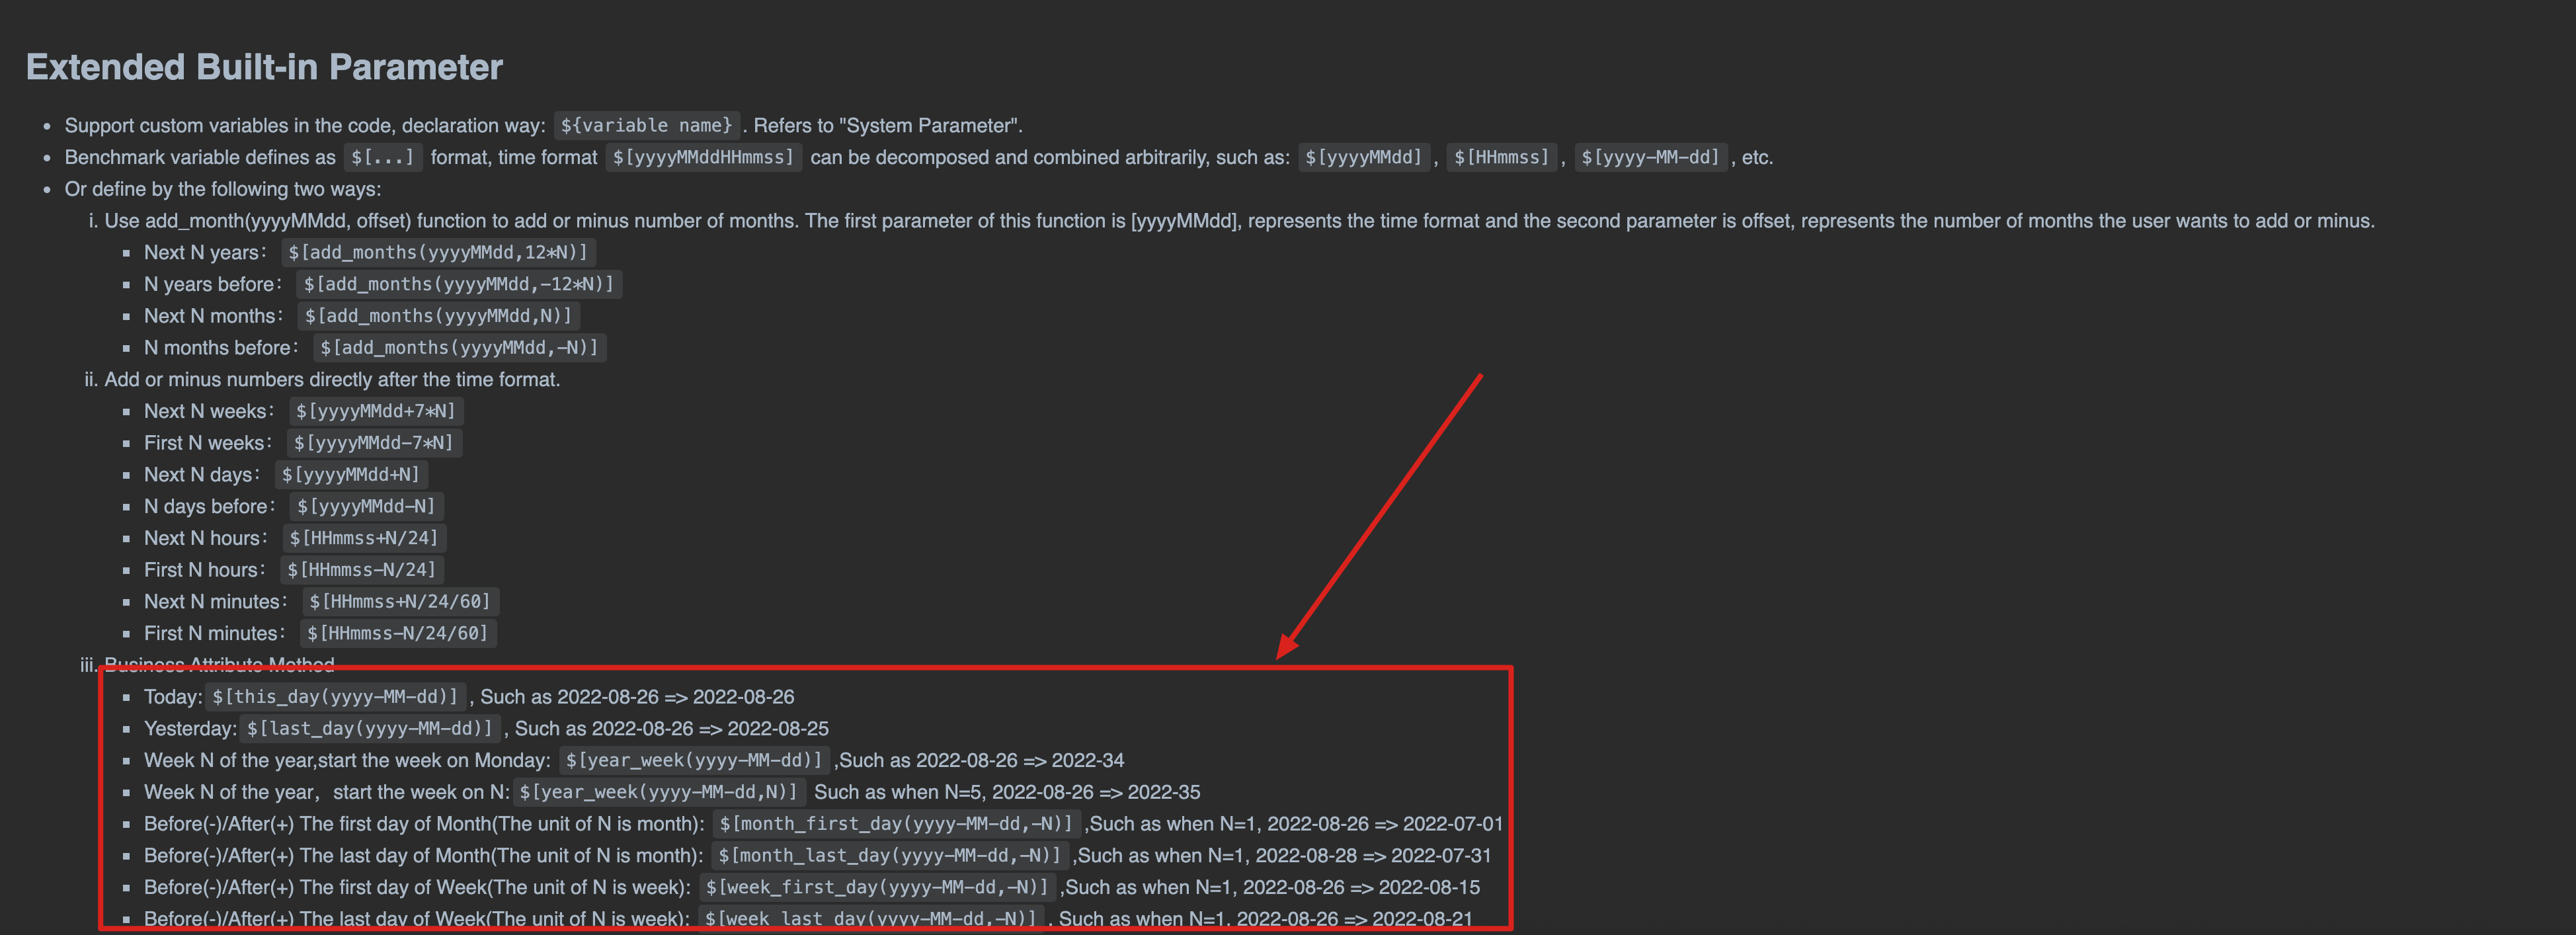 Extended Built-in Parameter
• Support custom variables in the code, declaration way: ${variable name} . Refers to "System Parameter".
• Benchmark variable defines as $[...] format, time format $[yyyyMMddHHmmss] can be decomposed and combined arbitrarily, such as: $[yyyyMMdd] , $[HHmmss] , $[yyyy-MM-dd] , etc.
• Or define by the following two ways:
i. Use add_month(yyyyMMdd, offset) function to add or minus number of months. The first parameter of this function is [yyyyMMdd], represents the time format and the second parameter is offset, represents the number of months the user wants to add or minus.
▪ Next N years： $[add_months(yyyyMMdd,12*N)]
▪ N years before： $[add_months(yyyyMMdd,-12*N)]
▪ Next N months： $[add_months(yyyyMMdd,N)]
▪ N months before： $[add_months(yyyyMMdd,-N)]
ii. Add or minus numbers directly after the time format.
▪ Next N weeks： $[yyyyMMdd+7*N]
▪ First N weeks： $[yyyyMMdd-7*N]
▪ Next N days： $[yyyyMMdd+N]
▪ N days before： $[yyyyMMdd-N]
▪ Next N hours： $[HHmmss+N/24]
▪ First N hours： $[HHmmss-N/24]
▪ Next N minutes： $[HHmmss+N/24/60]
▪ First N minutes： $[HHmmss-N/24/60]
iii. Business Attribute Method
▪ Today: $[this_day(yyyy-MM-dd)] , Such as 2022-08-26 => 2022-08-26
▪ Yesterday: $[last_day(yyyy-MM-dd)] , Such as 2022-08-26 => 2022-08-25
▪ Week N of the year,start the week on Monday: $[year_week(yyyy-MM-dd)] ,Such as 2022-08-26 => 2022-34
▪ Week N of the year，start the week on N: $[year_week(yyyy-MM-dd,N)] Such as when N=5, 2022-08-26 => 2022-35
▪ Before(-)/After(+) The first day of Month(The unit of N is month): $[month_first_day(yyyy-MM-dd,-N)] ,Such as when N=1, 2022-08-26 => 2022-07-01
▪ Before(-)/After(+) The last day of Month(The unit of N is month): $[month_last_day(yyyy-MM-dd,-N)] ,Such as when N=1, 2022-08-28 => 2022-07-31
▪ Before(-)/After(+) The first day of Week(The unit of N is week): $[week_first_day(yyyy-MM-dd,-N)] ,Such as when N=1, 2022-08-26 => 2022-08-15
▪ Before(-)/After(+) The last day of Week(The unit of N is week): $[week_last_day(yyyy-MM-dd,-N)] , Such as when N=1, 2022-08-26 => 2022-08-21